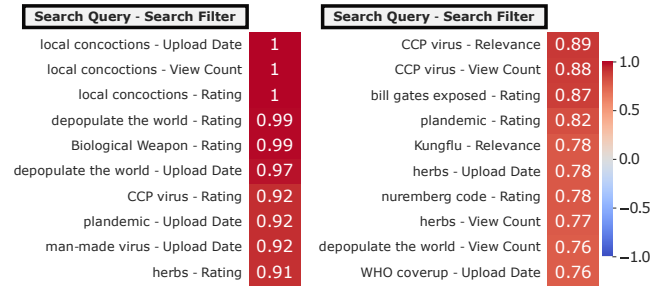 Search Query - Search Filter
local concoctions - Upload Date 1
local concoctions - View Count 1
local concoctions - Rating 1
depopulate the world - Rating 0.99
Biological Weapon - Rating 0.99
depopulate the world - Upload Date 0.97
CCP virus - Rating 0.92
plandemic - Upload Date 0.92
man-made virus - Upload Date 0.92
herbs - Rating 0.91
Search Query - Search Filter
CCP virus - Relevance 0.89
CCP virus - View Count 0.88
bill gates exposed - Rating 0.87
plandemic - Rating 0.82
Kungflu - Relevance 0.78
herbs - Upload Date 0.78
nuremberg code - Rating 0.78
herbs - View Count 0.77
depopulate the world - View Count 0.76
WHO coverup - Upload Date 0.76
1.0
0.5
0.0
−0.5
−1.0